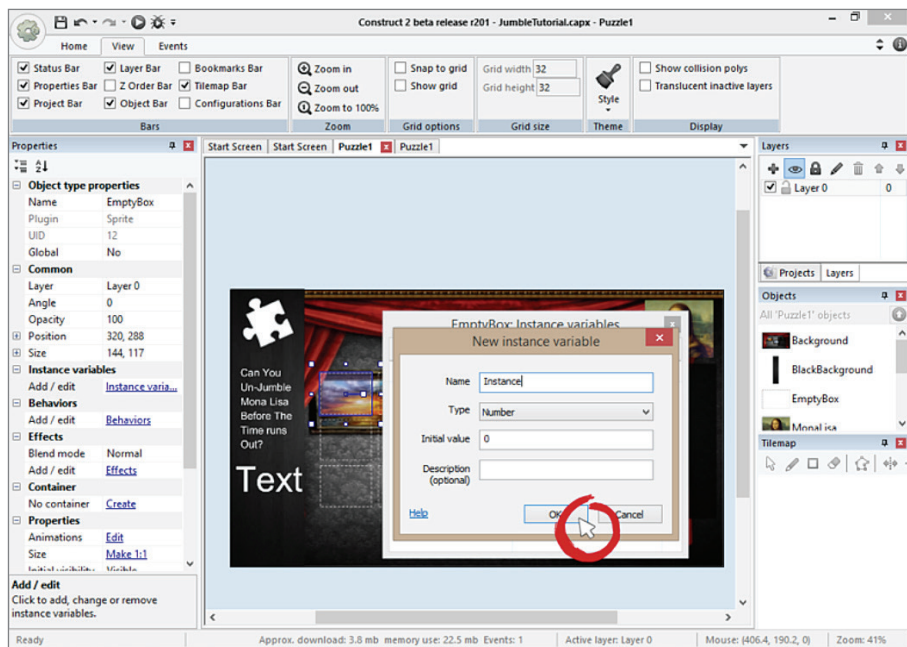 Construct 2 beta release r201 - JumbleTutorial.capx - Puzzle1
Home View Events
Status Bar Layer Bar Bookmarks Bar
Properties Bar Z Order Bar Tilemap Bar
Project Bar Object Bar Configurations Bar
Bars
Zoom in
Zoom out
Zoom to 100%
Zoom
Snap to grid
Show grid
Grid options
Grid width 32
Grid height 32
Grid size
Style
Theme
Show collision polys
Translucent inactive layers
Display
Properties
Object type properties
Name EmptyBox
Plugin Sprite
UID 12
Global No
Common
Layer Layer 0
Angle 0
Opacity 100
Position 320, 288
Size 144, 117
Instance variables
Add / edit Instance varia...
Behaviors
Add / edit Behaviors
Effects
Blend mode Normal
Add / edit Effects
Container
No container Create
Properties
Animations Edit
Size Make 1:1
Initial visibility Visible
Add / edit
Click to add, change or remove
instance variables.
Start Screen Start Screen Puzzle1 Puzzle1
Can You
Un-Jumble
Mona Lisa
Before The
Time runs
Out?
Text
EmptyBox: Instance variables
New instance variable
Name Instance
Type Number
Initial value 0
Description
(optional)
Help OK Cancel
Layers
Layer 0 0
Projects Layers
Objects
All 'Puzzle1' objects
Background
BlackBackground
EmptyBox
MonaLisa
Tilemap
Ready Approx. download: 3.8 mb memory use: 22.5 mb Events: 1 Active layer: Layer 0 Mouse: (406.4, 190.2, 0) Zoom: 41%